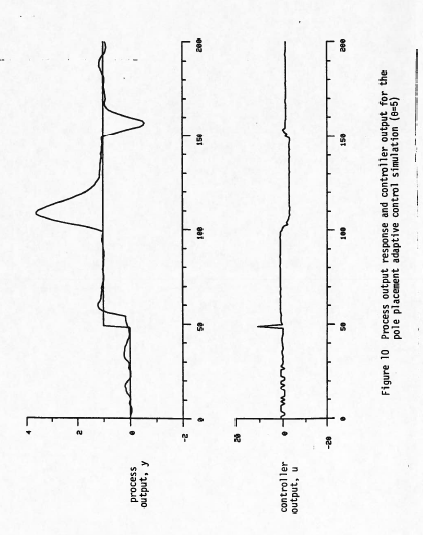 4
2
0
-2
process
output, y
0
50
100
150
200
20
0
-20
controller
output, u
0
50
100
150
200
Figure 10 Process output response and controller output for the
pole placement adaptive control simulation (θ=5)